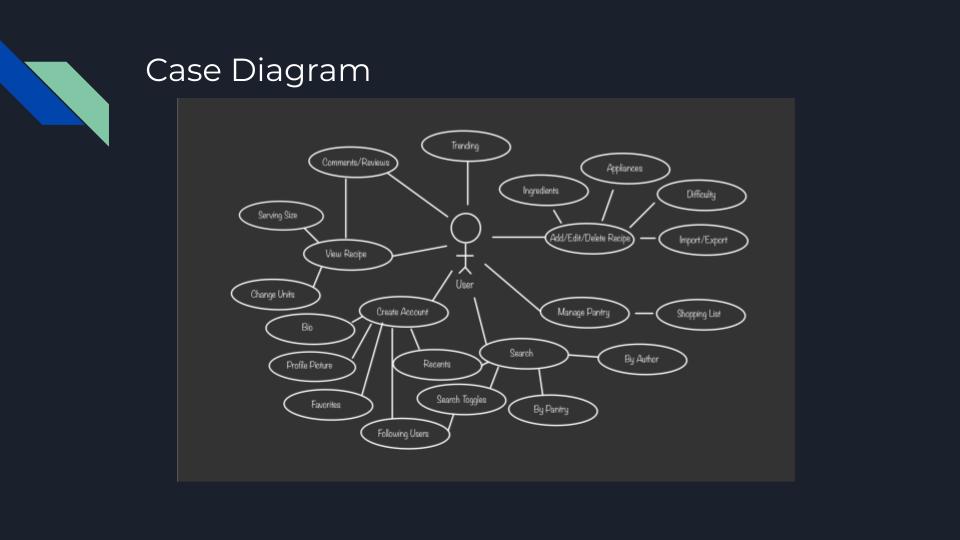 Case Diagram
Trending
Comments/Reviews
Appliances
Ingredients
Difficulty
Serving Size
Add/Edit/Delete Recipe
Import/Export
View Recipe
User
Change Units
Create Account
Manage Pantry
Shopping List
Bio
Search
By Author
Profile Picture
Recents
Favorites
Search Toggles
By Pantry
Following Users